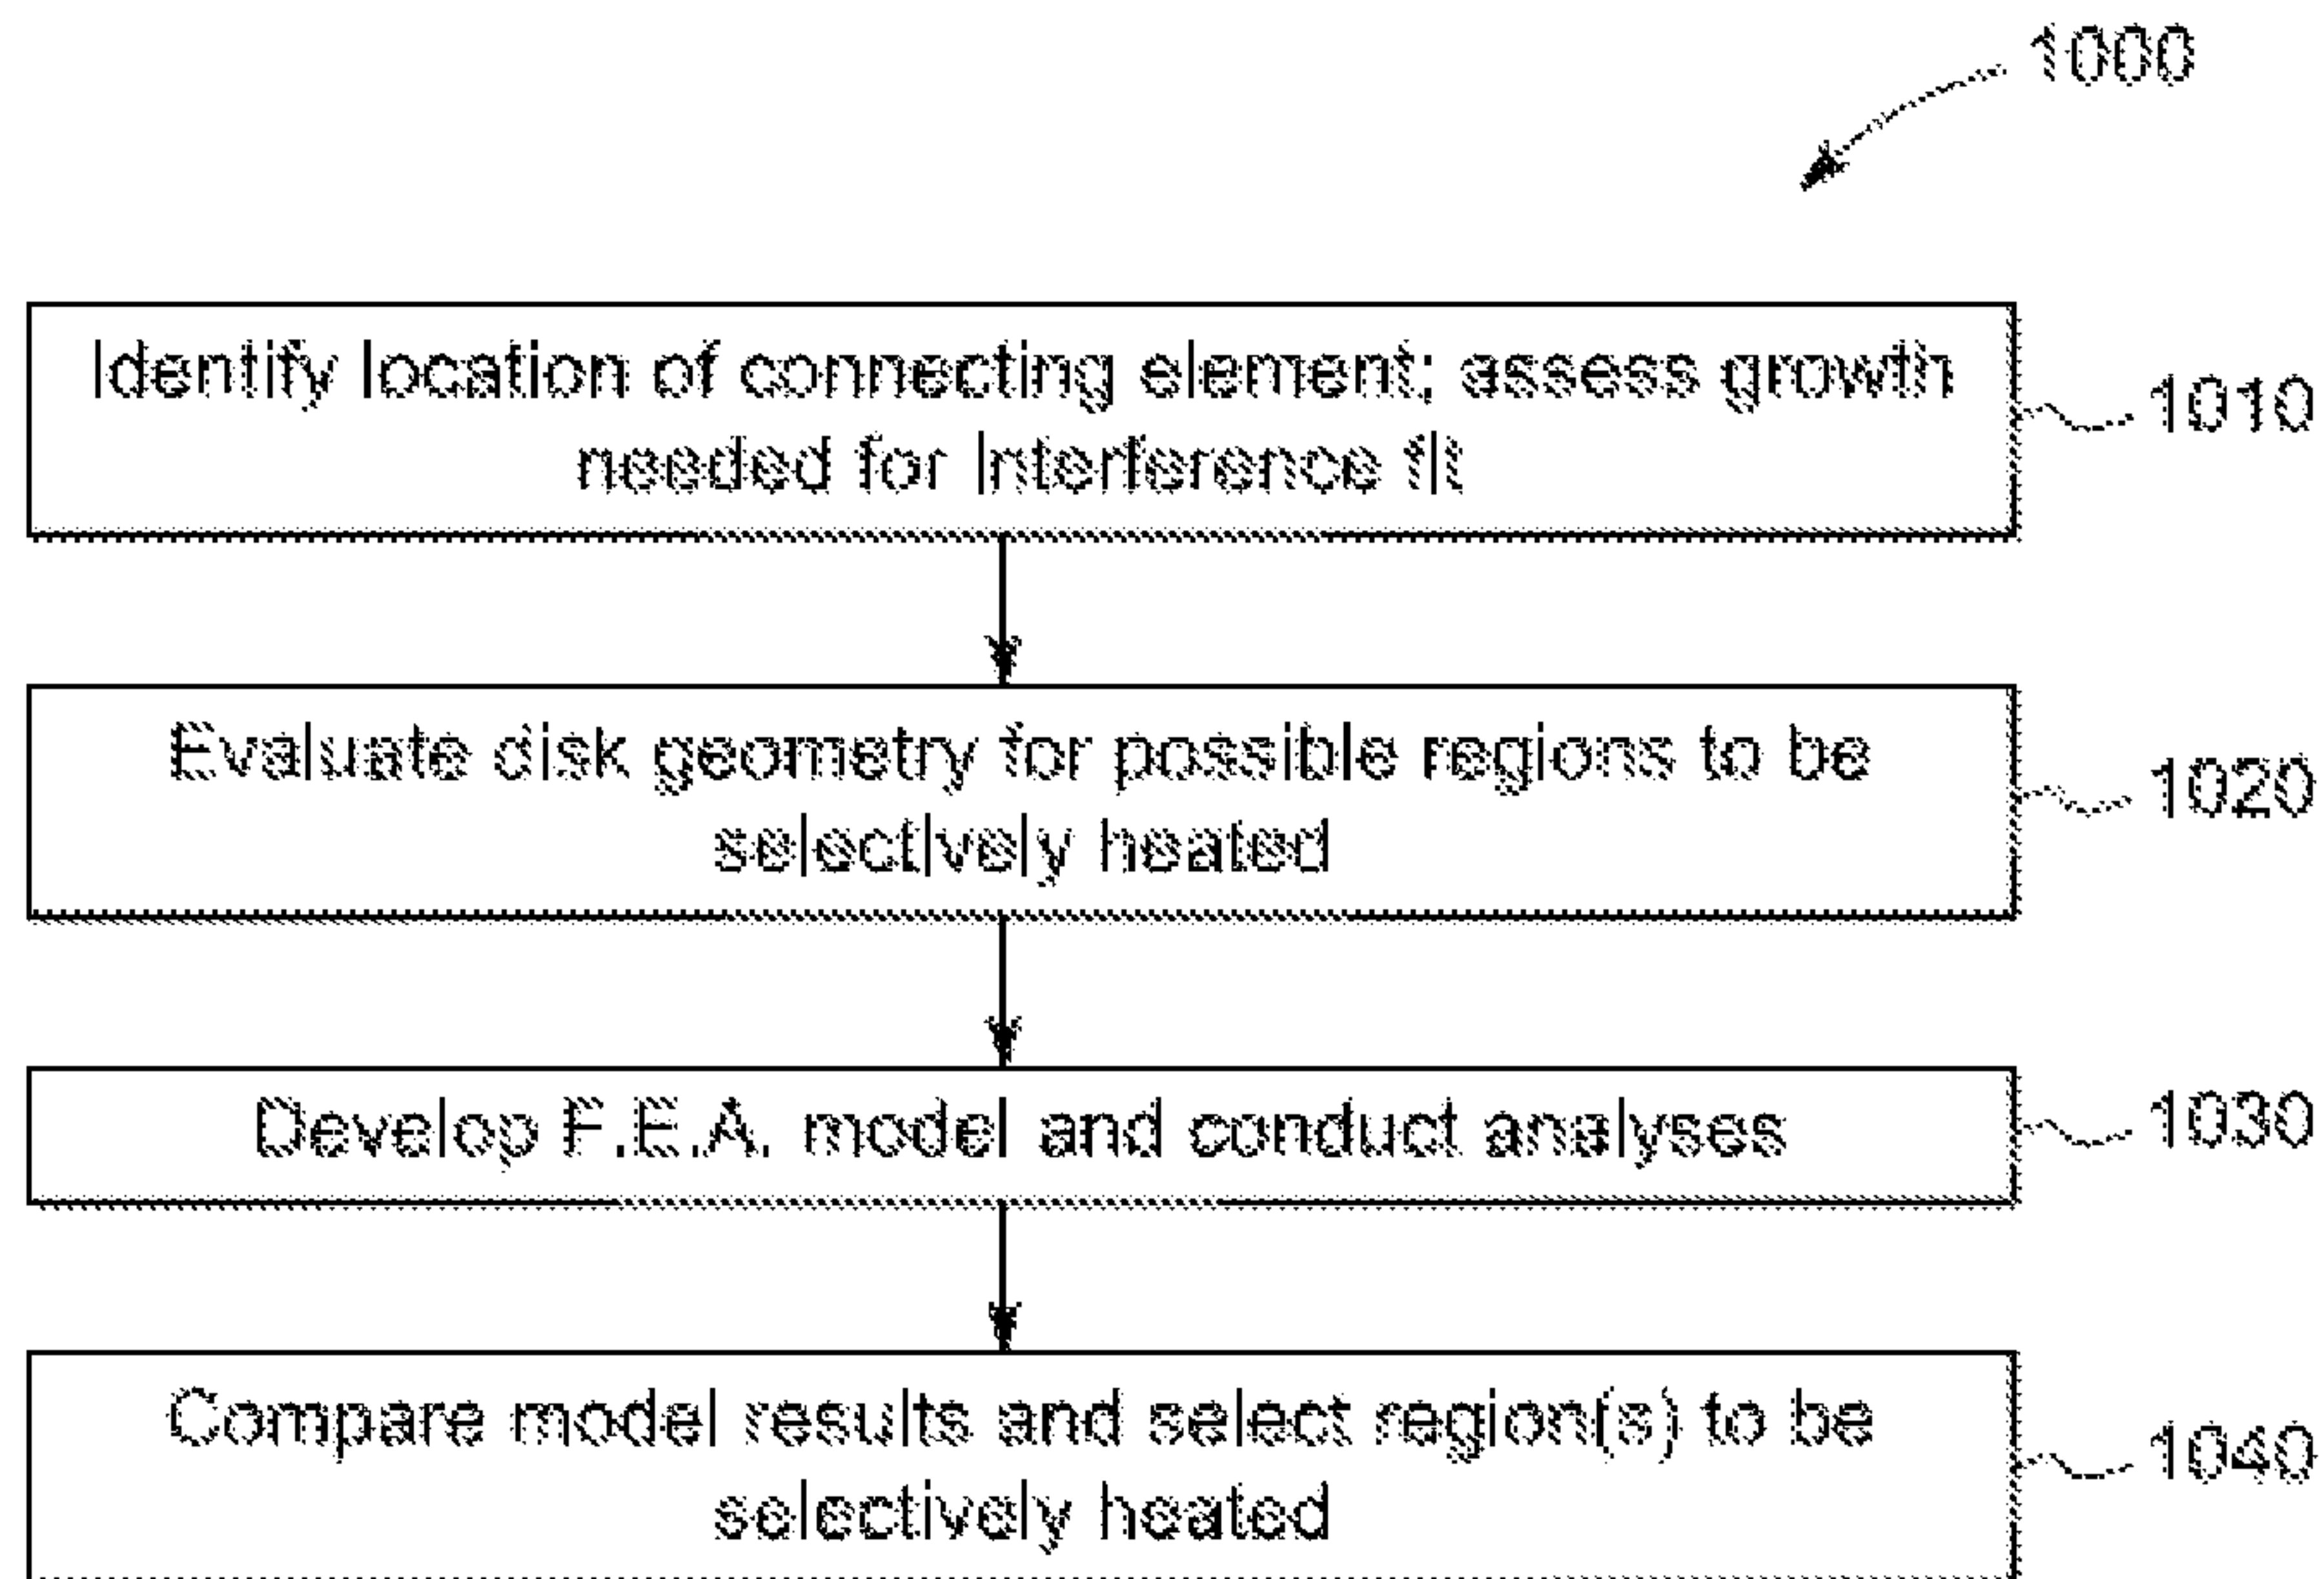 1000
Identify location of connecting element; assess growth
needed for interference fit
1010
Evaluate disk geometry for possible regions to be
selectively heated
1020
Develop F.E.A. model and conduct analyses
1030
Compare model results and select region(s) to be
selectively heated
1040